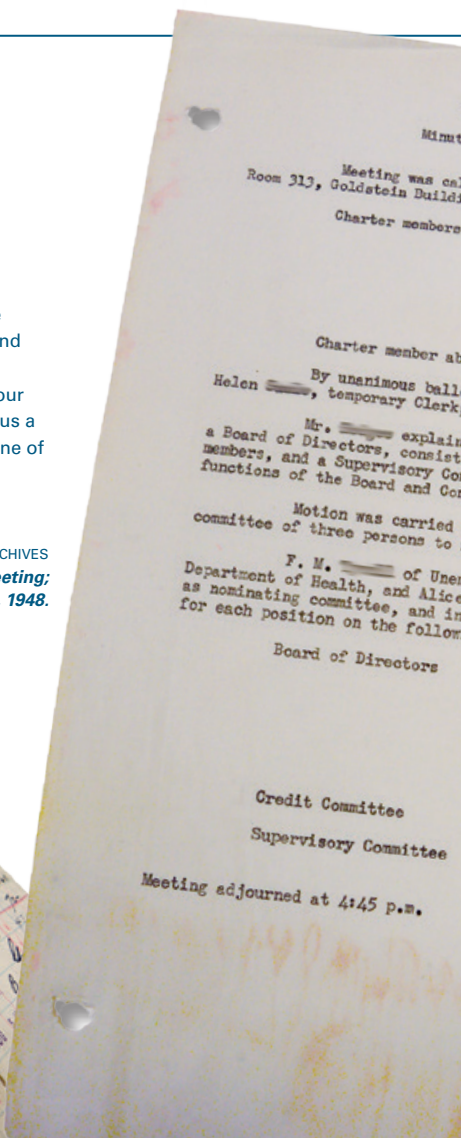 nd
our
us a
ne of
CHIVES
eeting;
1948.
Minut
Meeting was cal
Room 313, Goldstein Buildi
Charter members
Charter member ab
By unanimous ball
Helen , temporary Clerk
Mr. explain
a Board of Directors, consist
members, and a Supervisory Com
functions of the Board and Com
Motion was carried
committee of three persons to
F. M. of Unem
Department of Health, and Alice
as nominating committee, and in
for each position on the follow
Board of Directors
Credit Committee
Supervisory Committee
Meeting adjourned at 4:45 p.m.